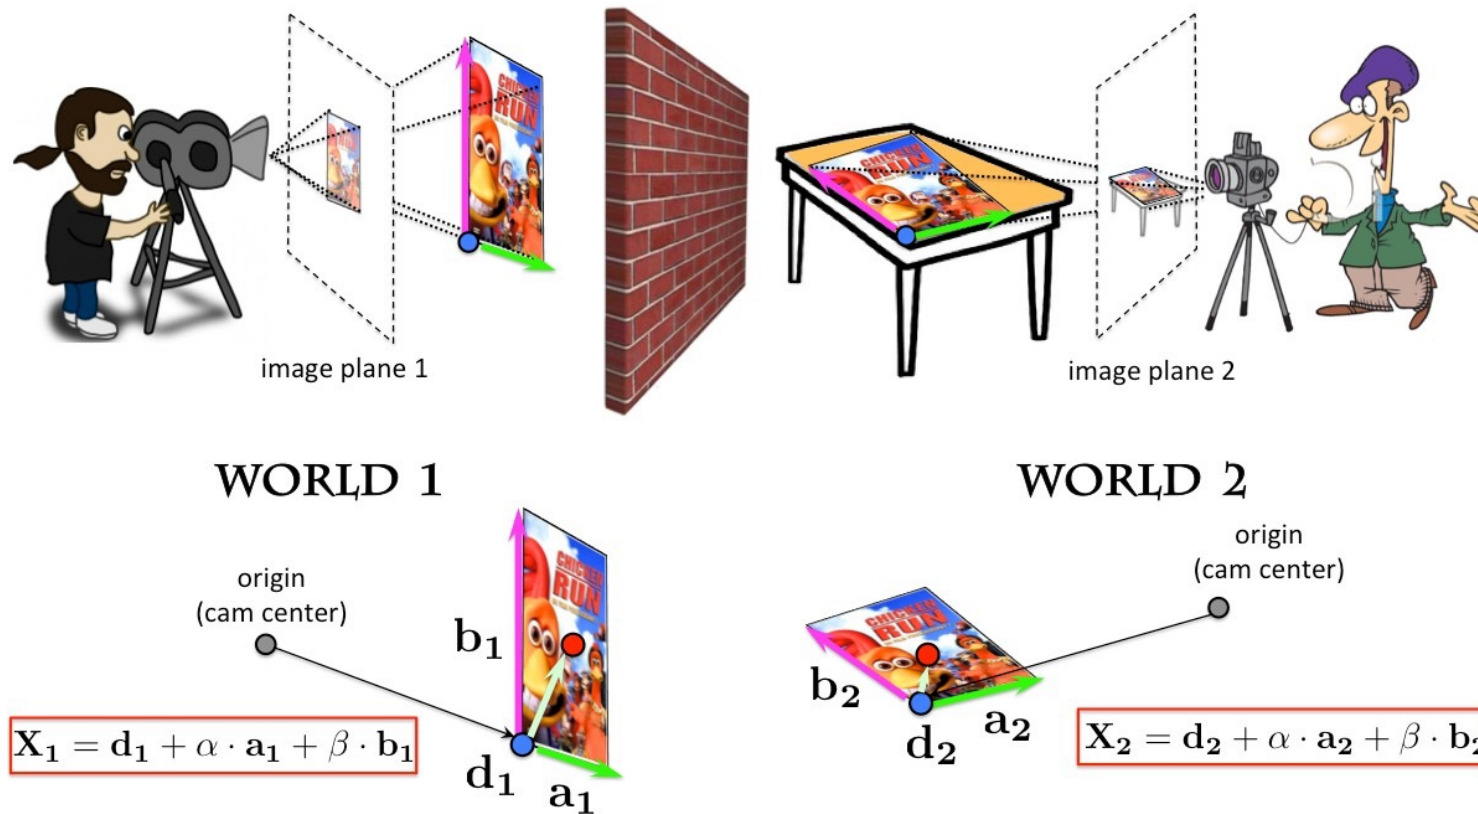 CHICKEN
RUN
CHICKEN
RUN
image plane 1
image plane 2
WORLD 1
WORLD 2
origin
(cam center)
origin
(cam center)
CHICKEN
RUN
CHICKEN
RUN
b₁
b₂
a₂
d₂
X₁ = d₁ + α · a₁ + β · b₁
X₂ = d₂ + α · a₂ + β · b₂
d₁
a₁